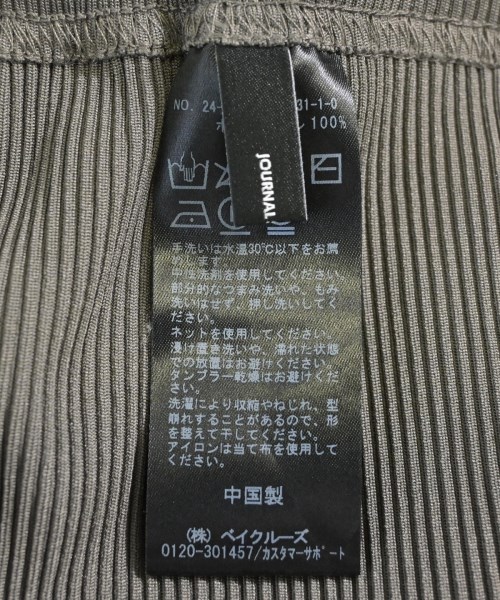 NO. 24-
31-1-0
100%
JOURNAL
手洗いは水温30℃以下をお薦
めします。
中性洗剤を使用してください。
部分的なつまみ洗いや、もみ
洗いはせず、押し洗いしてく
ださい。
ネットを使用してください。
浸け置き洗いや、濡れた状態
での放置はお避けください。
タンブラー乾燥はお避けくだ
さい。
洗濯により収縮やねじれ、型
崩れすることがあるので、形
を整えて干してください。
アイロンは当て布を使用して
ください。
中国製
(株) ベイクルーズ
0120-301457/カスタマーサポート